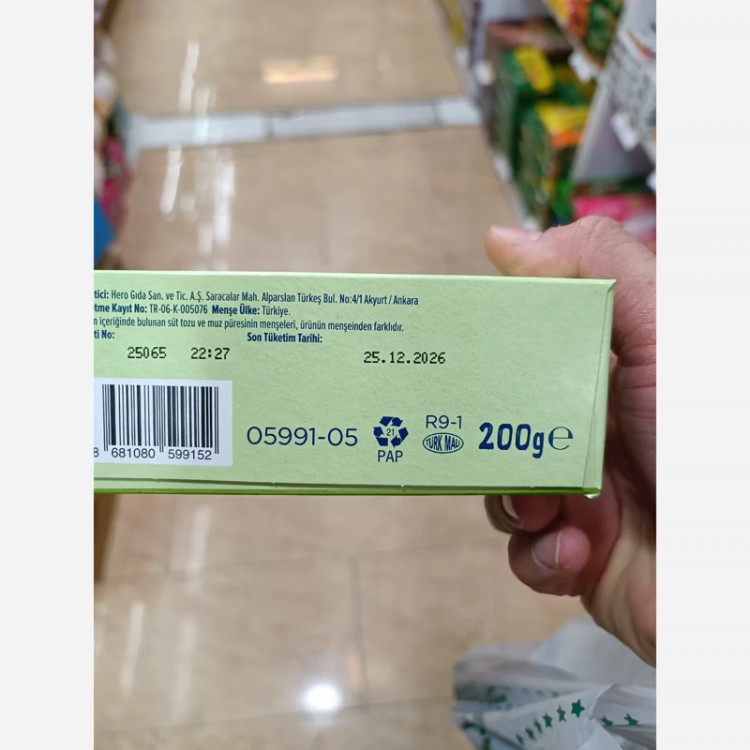 tici: Hero Gıda San. ve Tic. A.Ş. Saracalar Mah. Alparslan Türkeş Bul. No:4/1 Akyurt / Ankara
tme Kayıt No: TR-06-K-005076 Menşe Ülke: Türkiye.
n içeriğinde bulunan süt tozu ve muz püresinin menşeleri, ürünün menşeinden farklıdır.
ti No: Son Tüketim Tarihi:
25065 22:27 25.12.2026
8 681080 599152
05991-05
21
PAP
R9-1
TÜRK MALI
200g℮